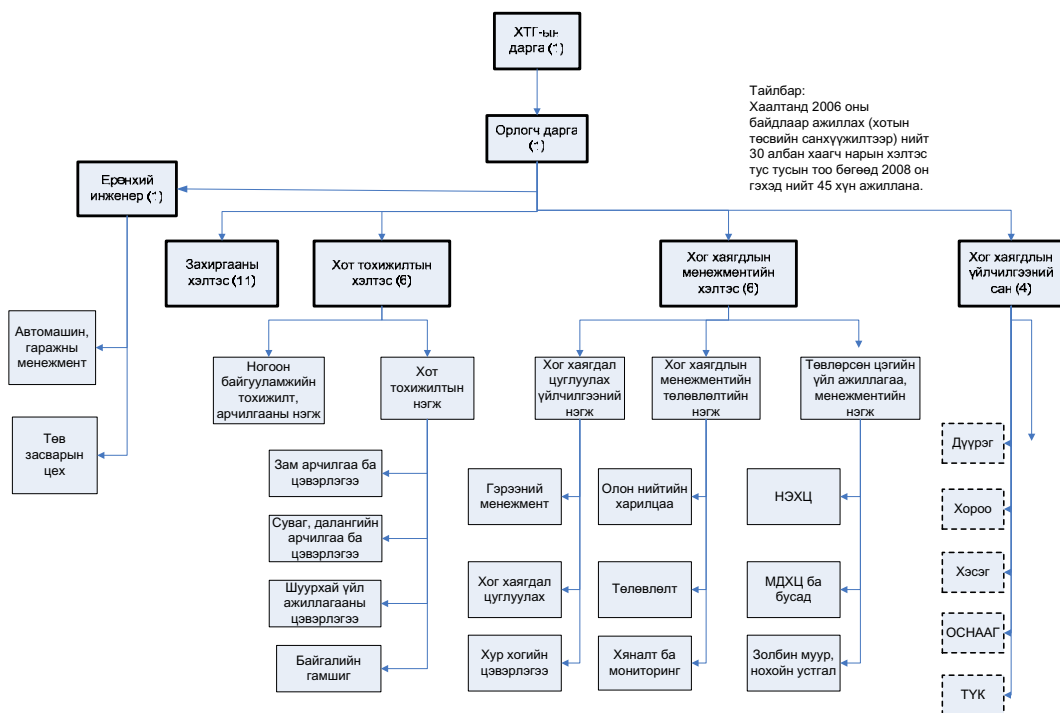 ХТГ-ын
дарга (1)
Тайлбар:
Хаалтанд 2006 оны
байдлаар ажиллах (хотын
төсвийн санхүүжилтээр) нийт
30 албан хаагч нарын хэлтэс
тус тусын тоо бөгөөд 2008 он
гэхэд нийт 45 хүн ажиллана.
Орлогч дарга
(1)
Ерөнхий
инженер (1)
Захиргааны
хэлтэс (11)
Хот тохижилтын
хэлтэс (6)
Хог хаягдлын
менежментийн
хэлтэс (6)
Хог хаягдлын
үйлчилгээний
сан (4)
Автомашин,
гаражны
менежмент
Төв
засварын
цех
Ногоон
байгууламжийн
тохижилт,
арчилгааны нэгж
Хот
тохижилтын
нэгж
Хог хаягдал
цуглуулах
үйлчилгээний
нэгж
Хог хаягдлын
менежментийн
төлөвлөлтийн
нэгж
Төвлөрсөн цэгийн
үйл ажиллагаа,
менежментийн
нэгж
Зам арчилгаа ба
цэвэрлэгээ
Суваг, далангийн
арчилгаа ба
цэвэрлэгээ
Шуурхай үйл
ажиллагааны
цэвэрлэгээ
Байгалийн
гамшиг
Гэрээний
менежмент
Хог хаягдал
цуглуулах
Хур хогийн
цэвэрлэгээ
Олон нийтийн
харилцаа
Төлөвлөлт
Хяналт ба
мониторинг
НЭХЦ
МДХЦ ба
бусад
Золбин муур,
нохойн устгал
Дүүрэг
Хороо
Хэсэг
ОСНААГ
ТҮК